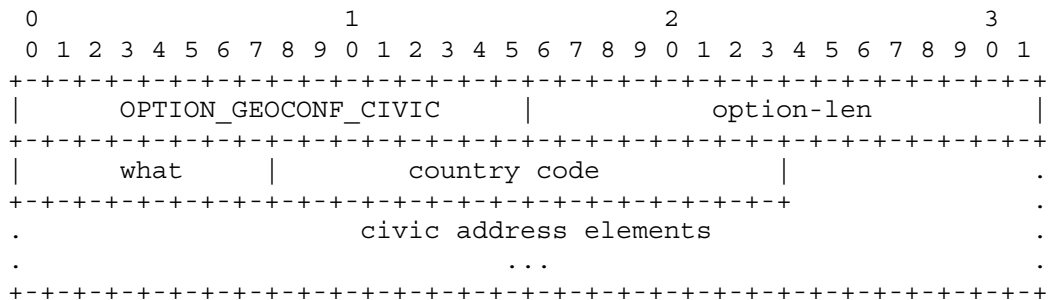 0                   1                   2                   3
 0 1 2 3 4 5 6 7 8 9 0 1 2 3 4 5 6 7 8 9 0 1 2 3 4 5 6 7 8 9 0 1
+-+-+-+-+-+-+-+-+-+-+-+-+-+-+-+-+-+-+-+-+-+-+-+-+-+-+-+-+-+-+-+-+
|      OPTION_GEOCONF_CIVIC     |           option-len          |
+-+-+-+-+-+-+-+-+-+-+-+-+-+-+-+-+-+-+-+-+-+-+-+-+-+-+-+-+-+-+-+-+
|      what     |        country code           |               .
+-+-+-+-+-+-+-+-+-+-+-+-+-+-+-+-+-+-+-+-+-+-+-+-+               .
.                     civic address elements                    .
.                              ...                              .
+-+-+-+-+-+-+-+-+-+-+-+-+-+-+-+-+-+-+-+-+-+-+-+-+-+-+-+-+-+-+-+-+